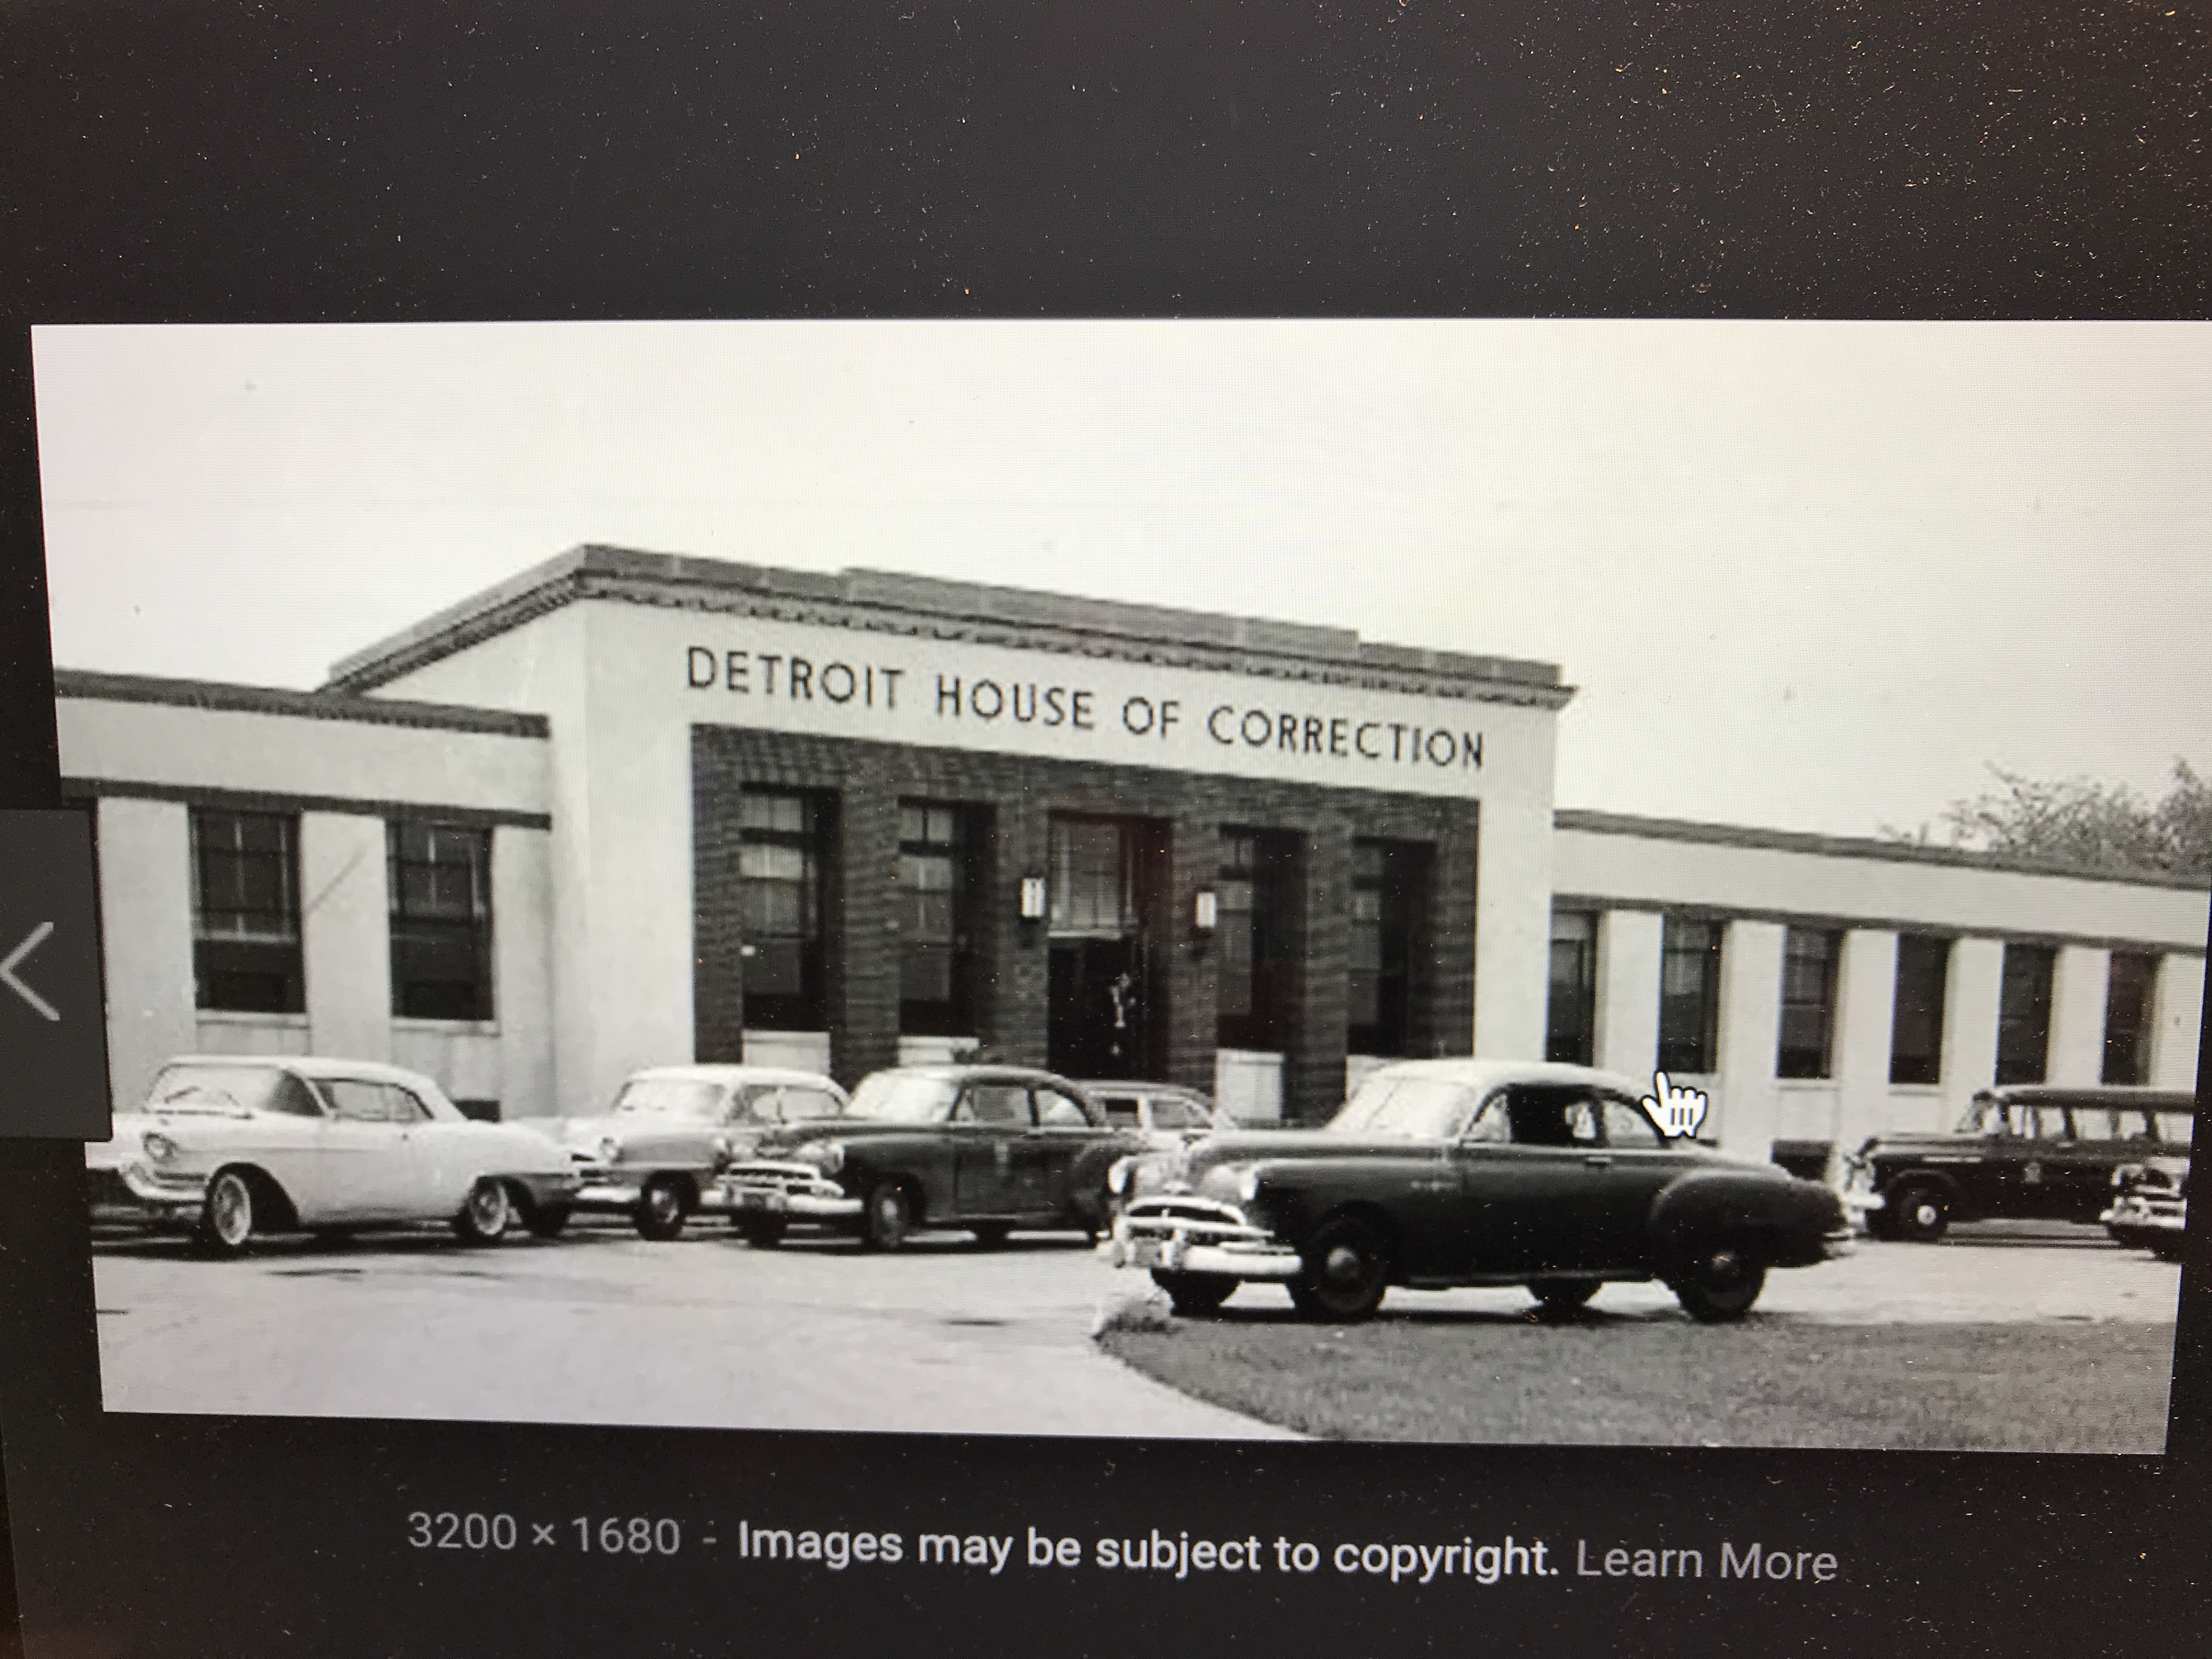 DETROIT HOUSE OF CORRECTION
3200 × 1680 - Images may be subject to copyright. Learn More